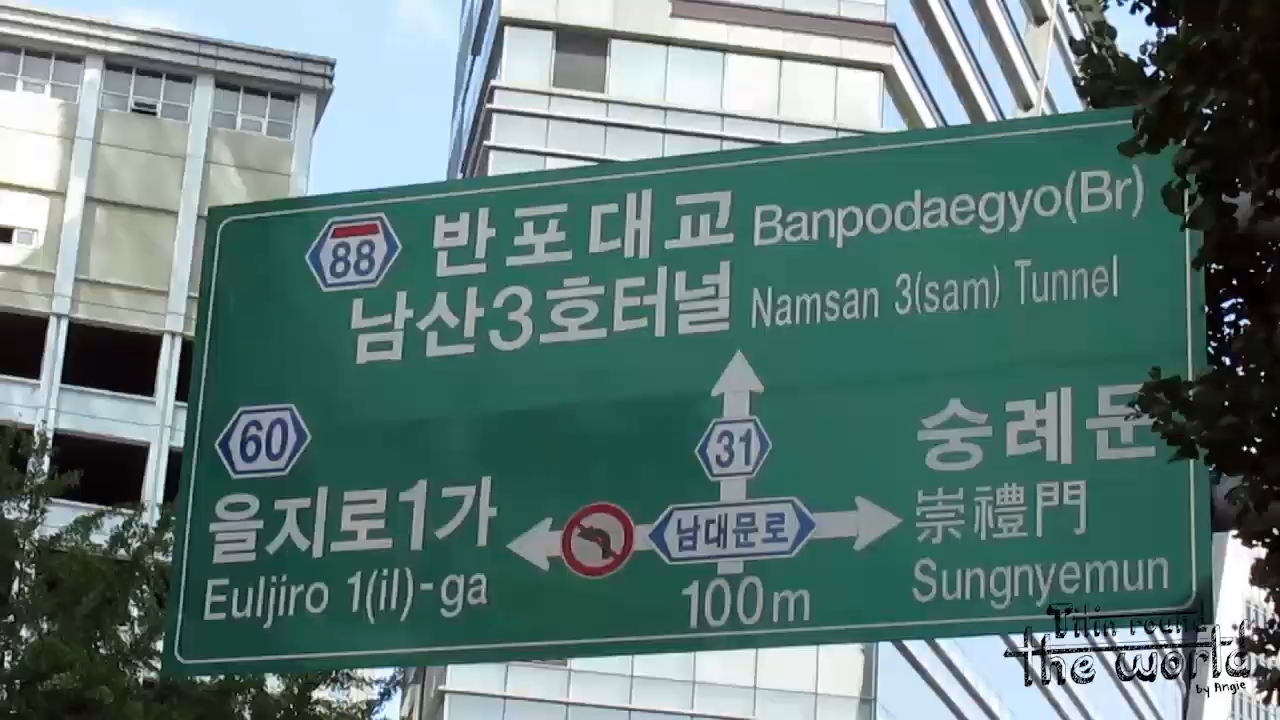 88 반포대교 Banpodaegyo(Br)
남산3호터널 Namsan 3(sam) Tunnel
60
31
숭례문
을지로1가
남대문로
崇禮門
Euljiro 1(il)-ga
100m
Sungnyemun
Titin round
the world
by Angie